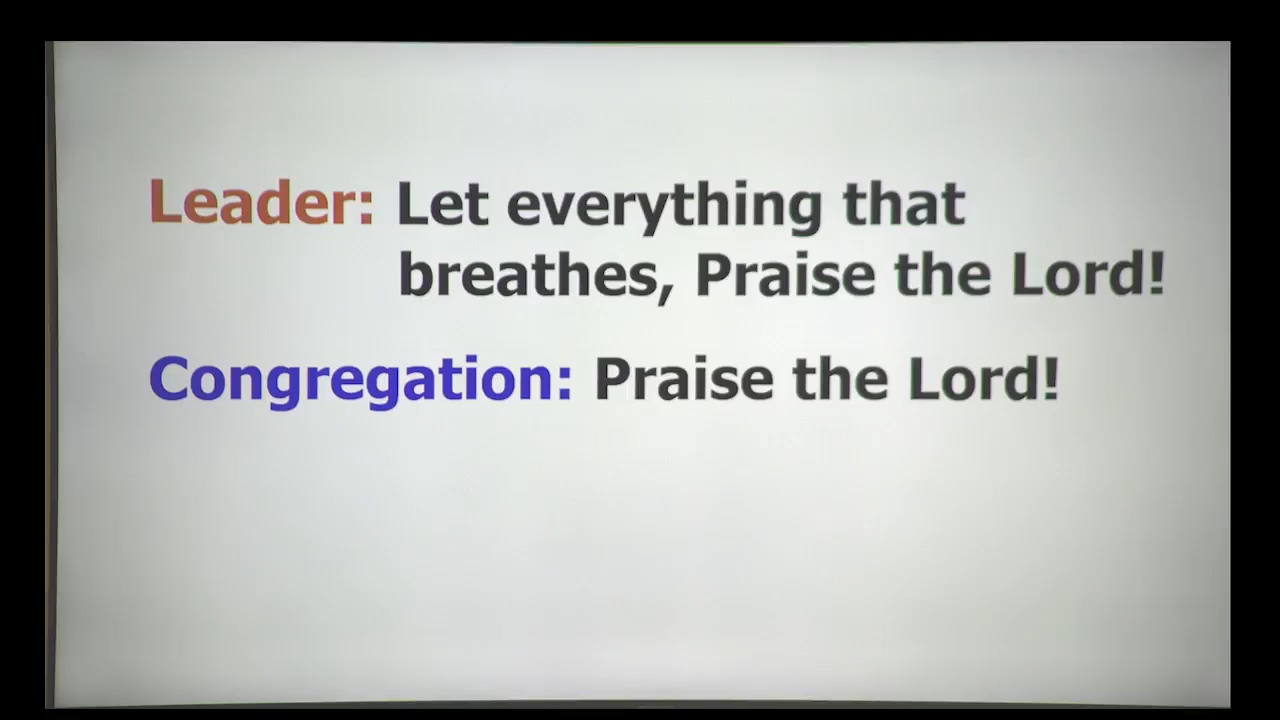 Leader: Let everything that
breathes, Praise the Lord!
Congregation: Praise the Lord!